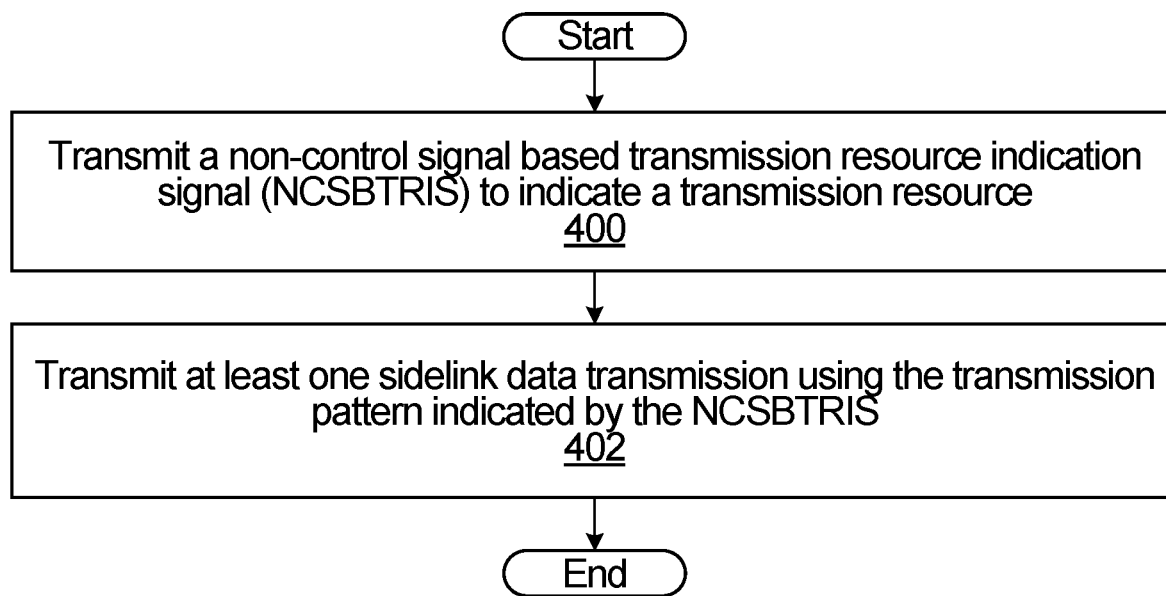 Start
Transmit a non-control signal based transmission resource indication
signal (NCSBTRIS) to indicate a transmission resource
400
Transmit at least one sidelink data transmission using the transmission
pattern indicated by the NCSBTRIS
402
End